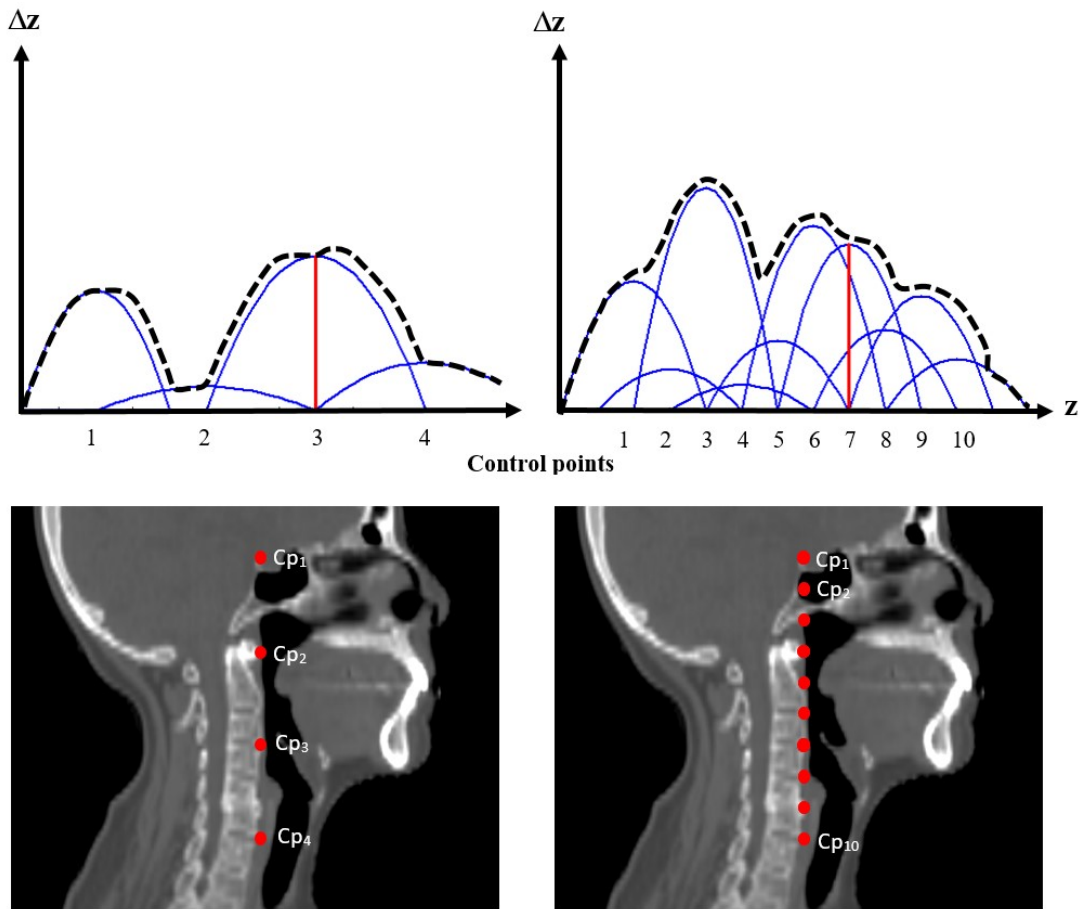 Δz
Δz
1 2 3 4
1 2 3 4 5 6 7 8 9 10
z
Control points
Cp₁
Cp₂
Cp₃
Cp₄
Cp₁
Cp₂
Cp₁₀